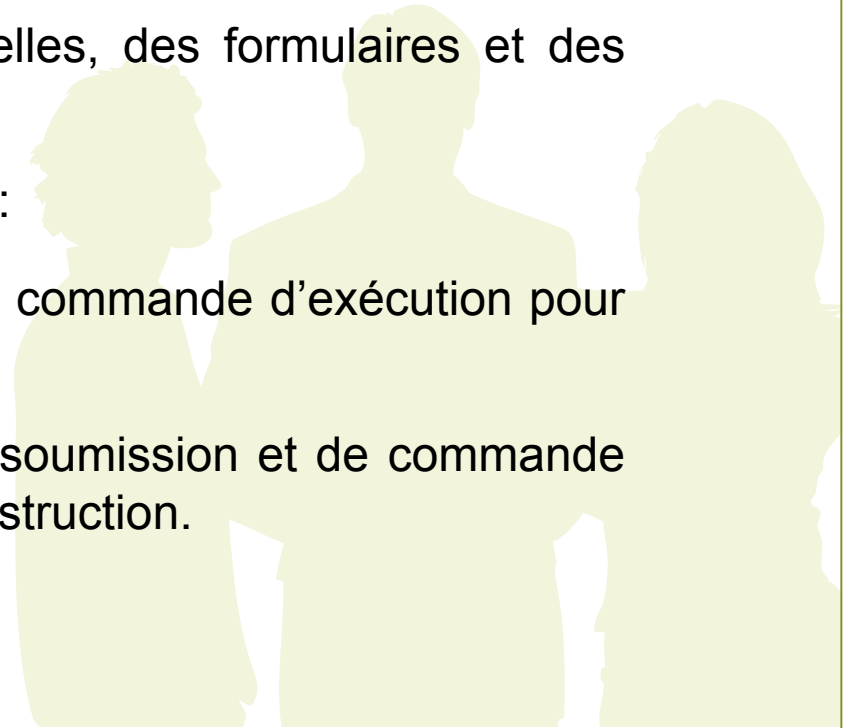 elles, des formulaires et des
:
commande d’exécution pour
soumission et de commande
struction.